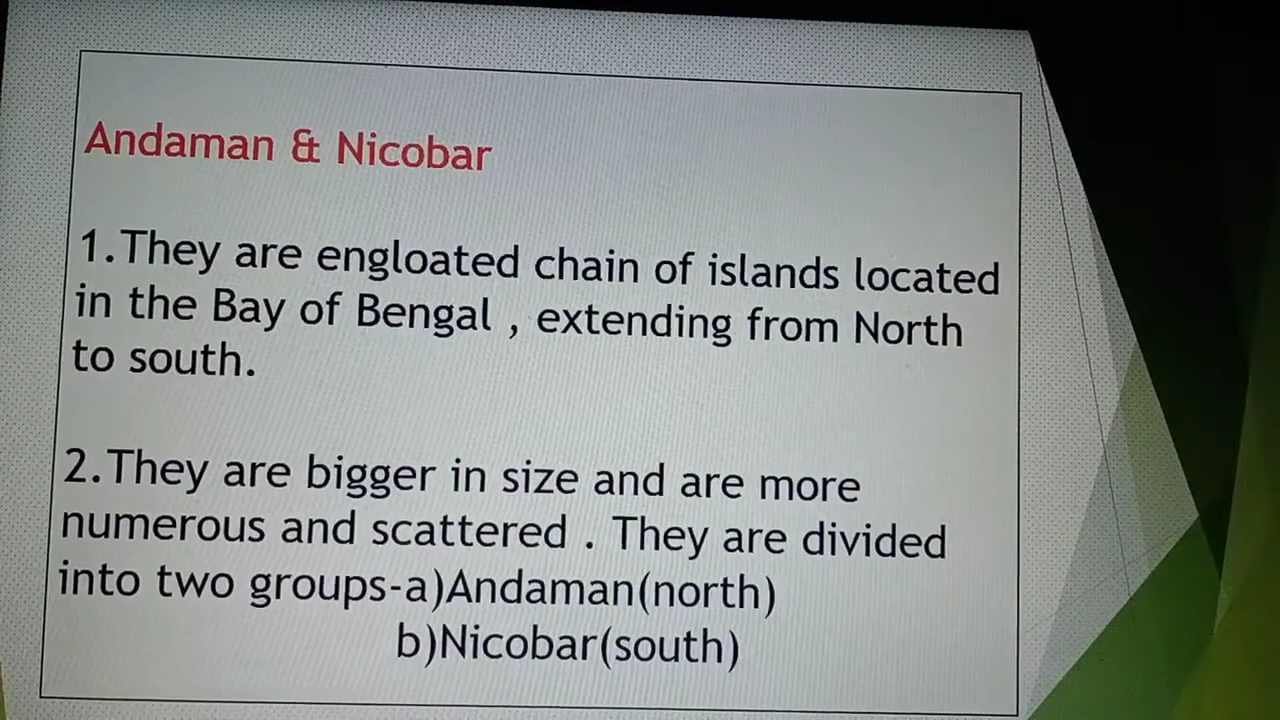 Andaman & Nicobar
1.They are engloated chain of islands located
in the Bay of Bengal , extending from North
to south.
2.They are bigger in size and are more
numerous and scattered . They are divided
into two groups-a)Andaman(north)
b)Nicobar(south)